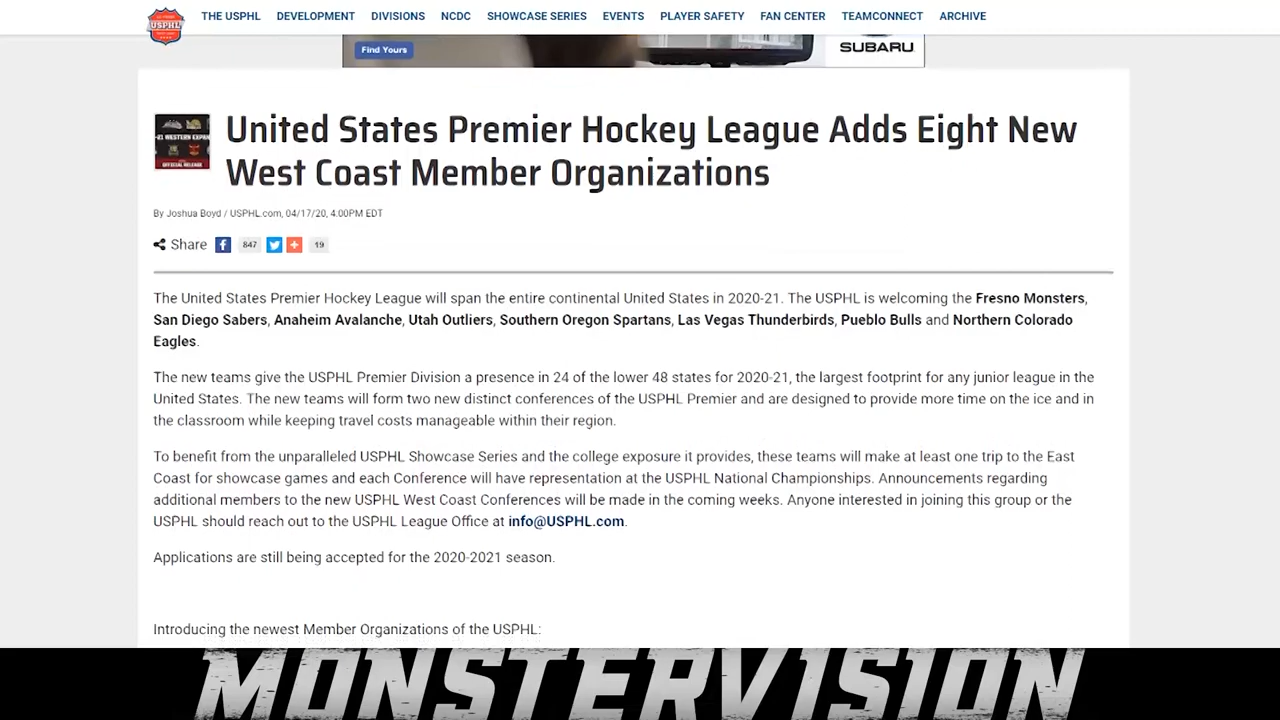 THE USPHL DEVELOPMENT DIVISIONS NCDC SHOWCASE SERIES EVENTS PLAYER SAFETY FAN CENTER TEAMCONNECT ARCHIVE
USPHL
Find Yours
SUBARU
United States Premier Hockey League Adds Eight New
West Coast Member Organizations
OFFICIAL RELEASE
By Joshua Boyd / USPHL.com, 04/17/20, 4:00PM EDT
Share 847 19
The United States Premier Hockey League will span the entire continental United States in 2020-21. The USPHL is welcoming the Fresno Monsters,
San Diego Sabers, Anaheim Avalanche, Utah Outliers, Southern Oregon Spartans, Las Vegas Thunderbirds, Pueblo Bulls and Northern Colorado
Eagles.
The new teams give the USPHL Premier Division a presence in 24 of the lower 48 states for 2020-21, the largest footprint for any junior league in the
United States. The new teams will form two new distinct conferences of the USPHL Premier and are designed to provide more time on the ice and in
the classroom while keeping travel costs manageable within their region.
To benefit from the unparalleled USPHL Showcase Series and the college exposure it provides, these teams will make at least one trip to the East
Coast for showcase games and each Conference will have representation at the USPHL National Championships. Announcements regarding
additional members to the new USPHL West Coast Conferences will be made in the coming weeks. Anyone interested in joining this group or the
USPHL should reach out to the USPHL League Office at info@USPHL.com.
Applications are still being accepted for the 2020-2021 season.
Introducing the newest Member Organizations of the USPHL:
MONSTERVISION